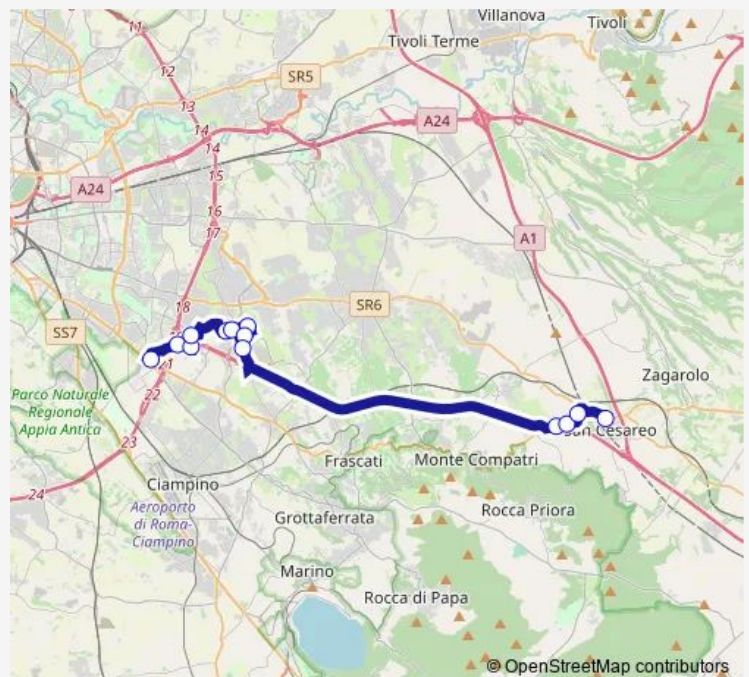 Villanova
Tivoli
11
Tivoli Terme
12
SR5
13
14
A24
14
15
A24
16
17
A1
18
SR6
SS7
21
Zagarolo
22
Parco Naturale
Regionale
Appia Antica
23
San Cesareo
Frascati
Monte Compatri
24
Ciampino
Aeroporto
di Roma-
Ciampino
Rocca Priora
Grottaferrata
Marino
Rocca di Papa
© OpenStreetMap contributors